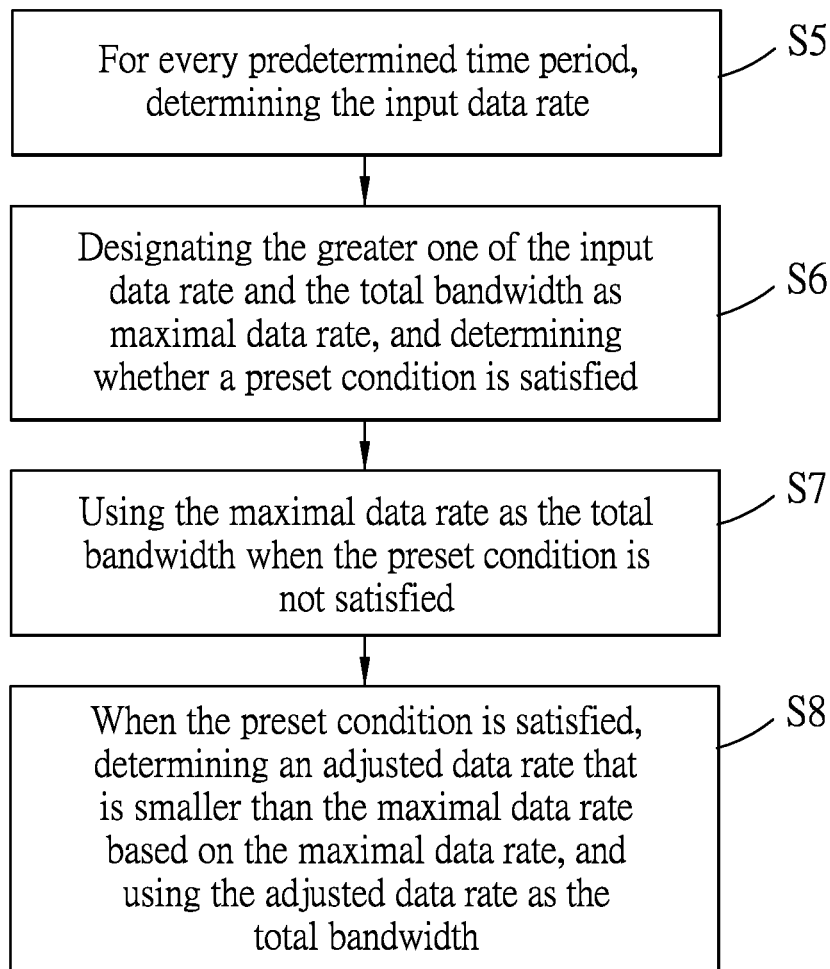 For every predetermined time period,
determining the input data rate
S5
Designating the greater one of the input
data rate and the total bandwidth as
maximal data rate, and determining
whether a preset condition is satisfied
S6
Using the maximal data rate as the total
bandwidth when the preset condition is
not satisfied
S7
When the preset condition is satisfied,
determining an adjusted data rate that
is smaller than the maximal data rate
based on the maximal data rate, and
using the adjusted data rate as the
total bandwidth
S8